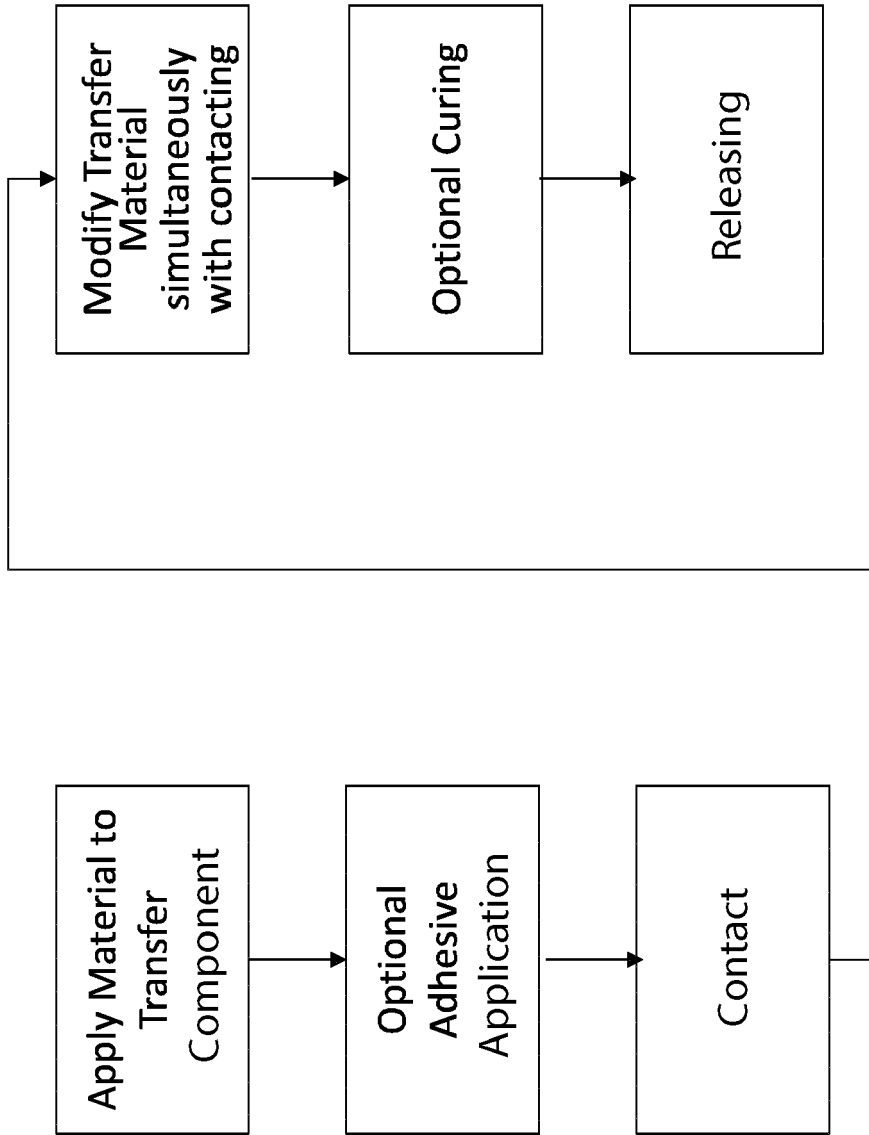 Apply Material to
Transfer
Component
Optional
Adhesive
Application
Contact
Modify Transfer
Material
simultaneously
with contacting
Optional Curing
Releasing